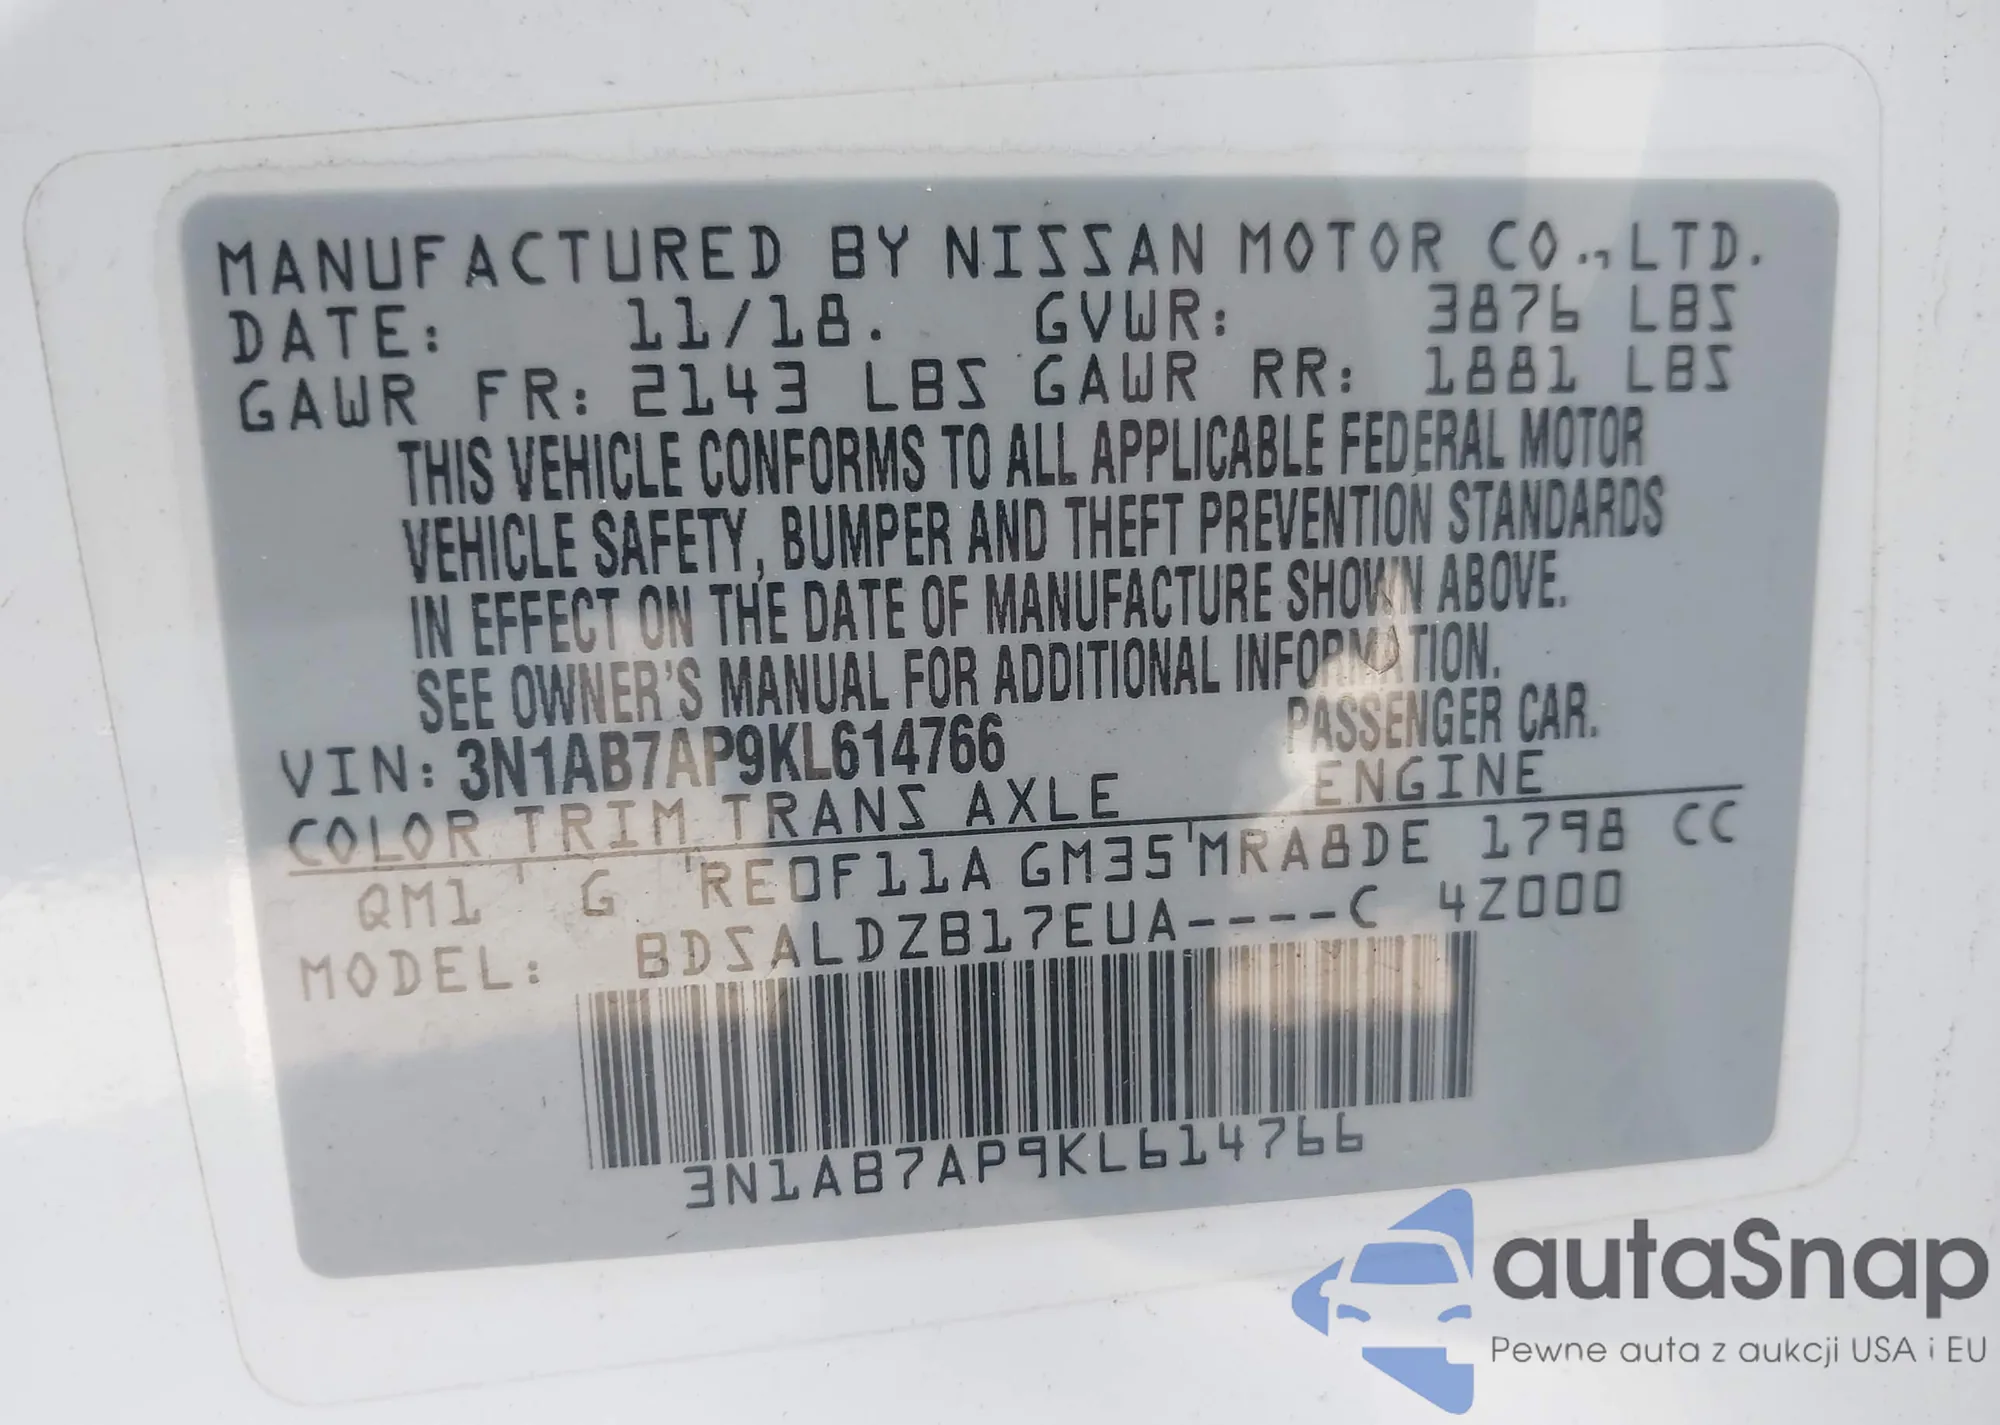 MANUFACTURED BY NISSAN MOTOR CO.,LTD.
DATE: 11/18. GVWR: 3876 LBS
GAWR FR: 2143 LBS GAWR RR: 1881 LBS
THIS VEHICLE CONFORMS TO ALL APPLICABLE FEDERAL MOTOR
VEHICLE SAFETY, BUMPER AND THEFT PREVENTION STANDARDS
IN EFFECT ON THE DATE OF MANUFACTURE SHOWN ABOVE.
SEE OWNER'S MANUAL FOR ADDITIONAL INFORMATION.
VIN: 3N1AB7AP9KL614766 PASSENGER CAR.
COLOR TRIM TRANS AXLE ENGINE
QM1 ' G 'RE0F11A GM35'MRA8DE 1798 CC
MODEL: BDSALDZB17EUA----C 4Z000
3N1AB7AP9KL614766
autaSnap
Pewne auta z aukcji USA i EU